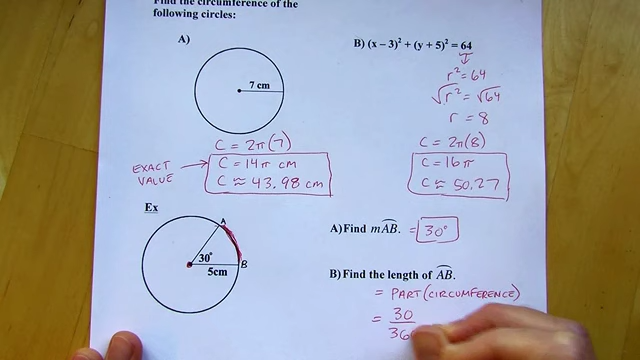 Find the circumference of the
following circles:
A)
7 cm
C = 2π(7)
EXACT VALUE
C = 14π cm
C ≈ 43.98 cm
B) (x − 3)² + (y + 5)² = 64
r² = 64
√r² = √64
r = 8
C = 2π(8)
C = 16π
C ≈ 50.27
Ex
A
30°
5cm
B
A)Find mAB. = 30°
B)Find the length of AB.
= PART(CIRCUMFERENCE)
= 30
36